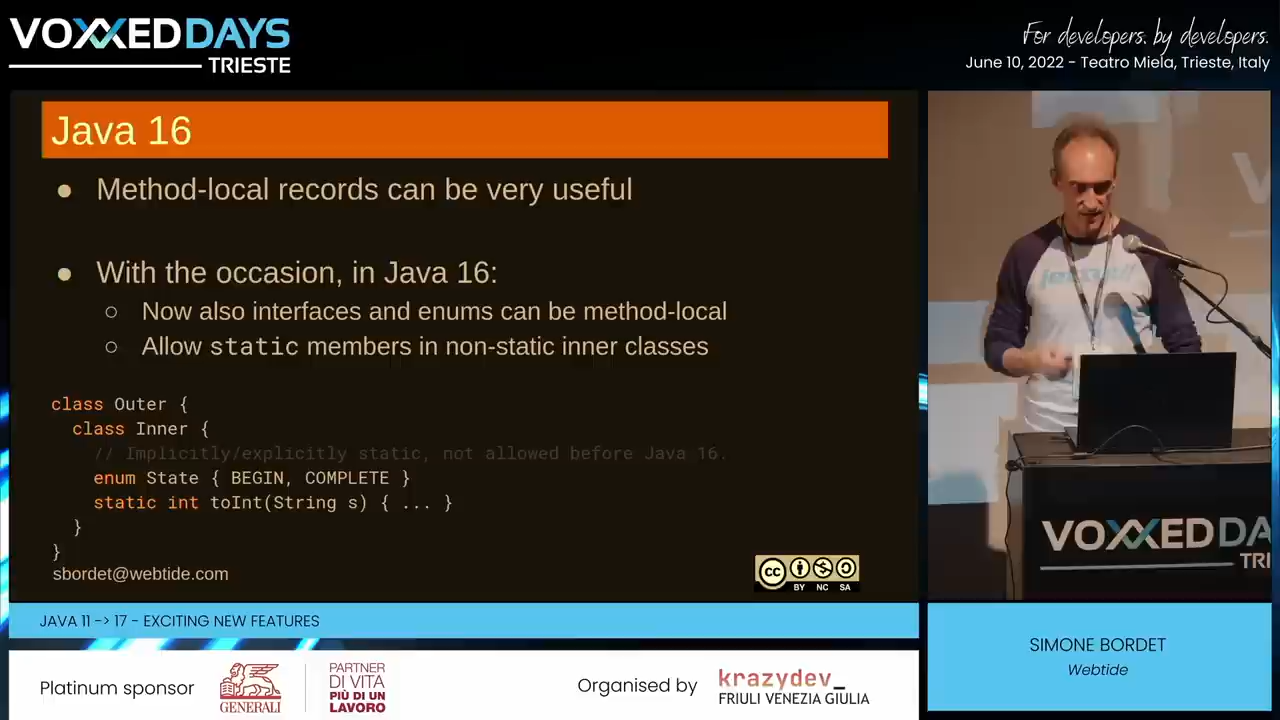 VOXXEDDAYS
TRIESTE
For developers, by developers.
June 10, 2022 - Teatro Miela, Trieste, Italy
Java 16
● Method-local records can be very useful
● With the occasion, in Java 16:
○ Now also interfaces and enums can be method-local
○ Allow static members in non-static inner classes
class Outer {
class Inner {
// Implicitly/explicitly static, not allowed before Java 16.
enum State { BEGIN, COMPLETE }
static int toInt(String s) { ... }
}
}
sbordet@webtide.com
CC BY NC SA
JAVA 11 -> 17 - EXCITING NEW FEATURES
VOXXEDDA
TRI
SIMONE BORDET
Webtide
Platinum sponsor
GENERALI
PARTNER
DI VITA
PIÙ DI UN
LAVORO
Organised by
krazydev_
FRIULI VENEZIA GIULIA